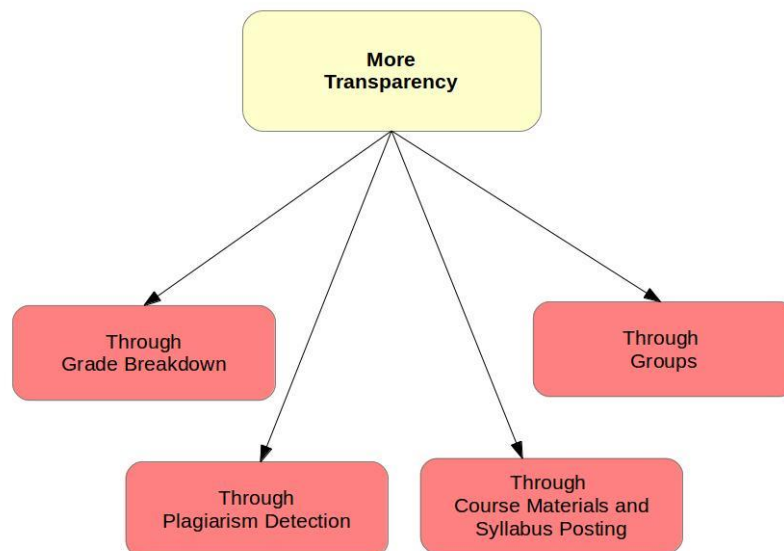 More
Transparency
Through
Grade Breakdown
Through
Groups
Through
Plagiarism Detection
Through
Course Materials and
Syllabus Posting